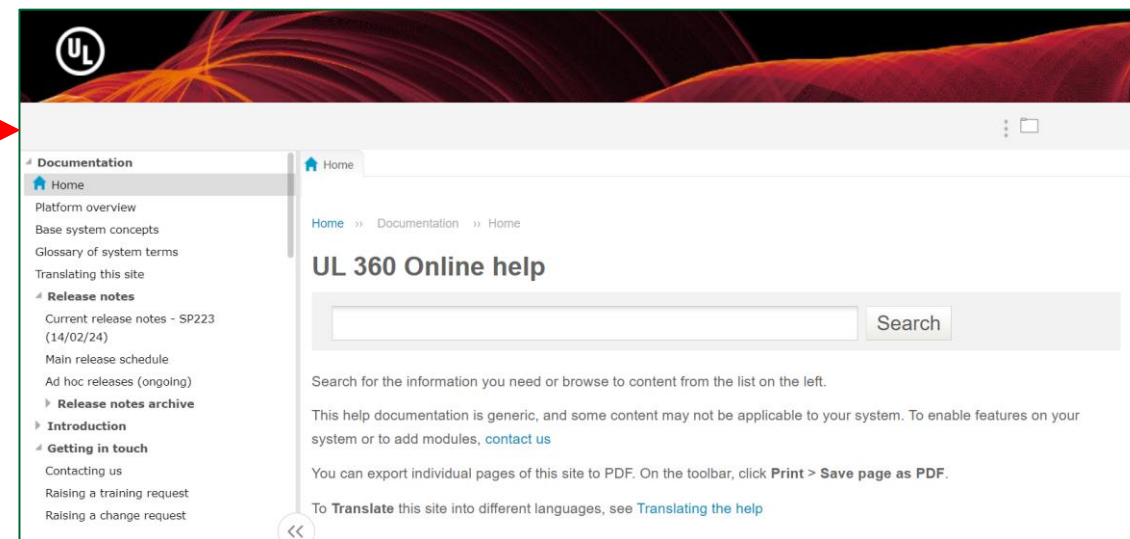 UL
Documentation
Home
Platform overview
Base system concepts
Glossary of system terms
Translating this site
Release notes
Current release notes - SP223
(14/02/24)
Main release schedule
Ad hoc releases (ongoing)
Release notes archive
Introduction
Getting in touch
Contacting us
Raising a training request
Raising a change request
Home
Home ›› Documentation ›› Home
UL 360 Online help
Search
Search for the information you need or browse to content from the list on the left.
This help documentation is generic, and some content may not be applicable to your system. To enable features on your
system or to add modules, contact us
You can export individual pages of this site to PDF. On the toolbar, click Print > Save page as PDF.
To Translate this site into different languages, see Translating the help